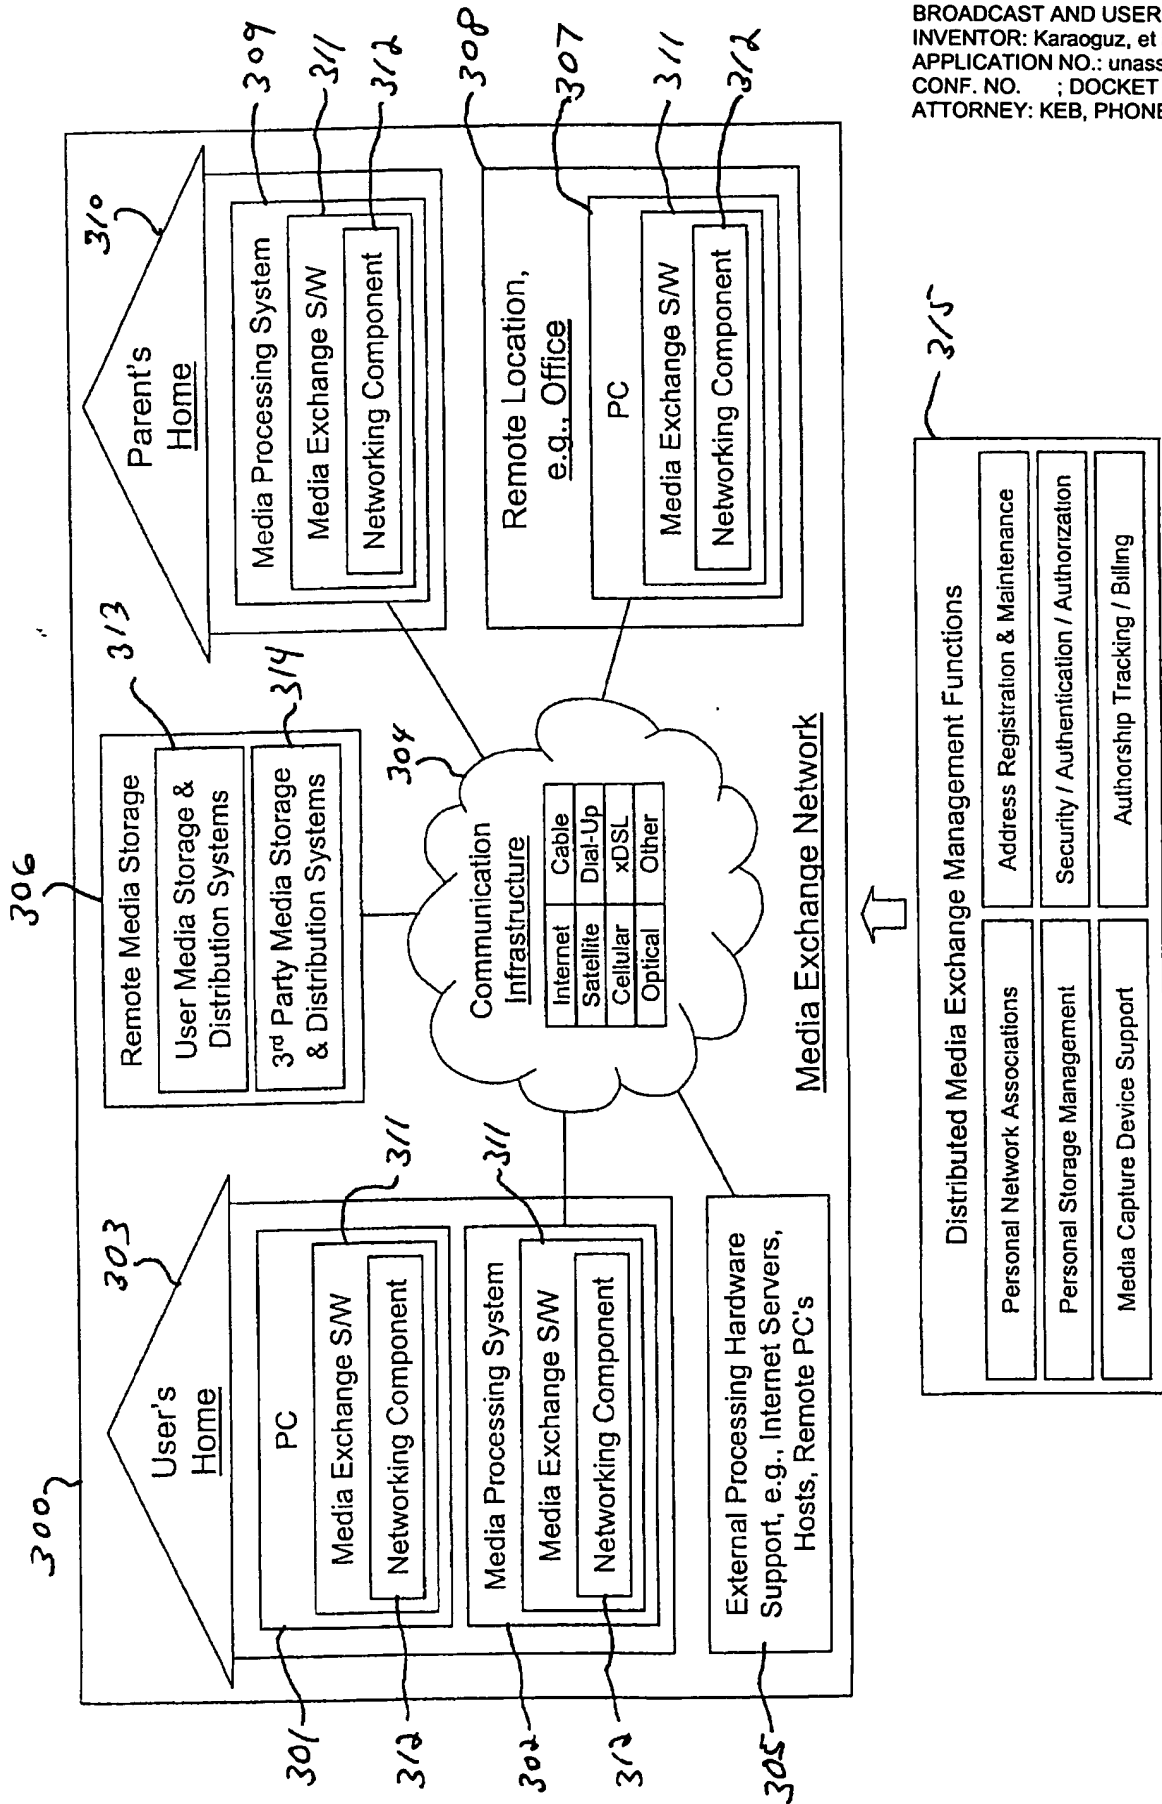 BROADCAST AND USER
INVENTOR: Karaoguz, et
APPLICATION NO.: unass
CONF. NO. ; DOCKET
ATTORNEY: KEB, PHONE
300
303
User's
Home
PC
Media Exchange S/W
Networking Component
301
311
312
Media Processing System
Media Exchange S/W
Networking Component
302
311
312
External Processing Hardware
Support, e.g., Internet Servers,
Hosts, Remote PC's
305
306
Remote Media Storage
User Media Storage &
Distribution Systems
313
3rd Party Media Storage
& Distribution Systems
314
304
Communication
Infrastructure
Internet Cable
Satellite Dial-Up
Cellular xDSL
Optical Other
Media Exchange Network
310
Parent's
Home
Media Processing System
Media Exchange S/W
Networking Component
309
311
312
Remote Location,
e.g., Office
308
PC
Media Exchange S/W
Networking Component
307
311
312
315
Distributed Media Exchange Management Functions
Personal Network Associations
Address Registration & Maintenance
Personal Storage Management
Security / Authentication / Authorization
Media Capture Device Support
Authorship Tracking / Billing